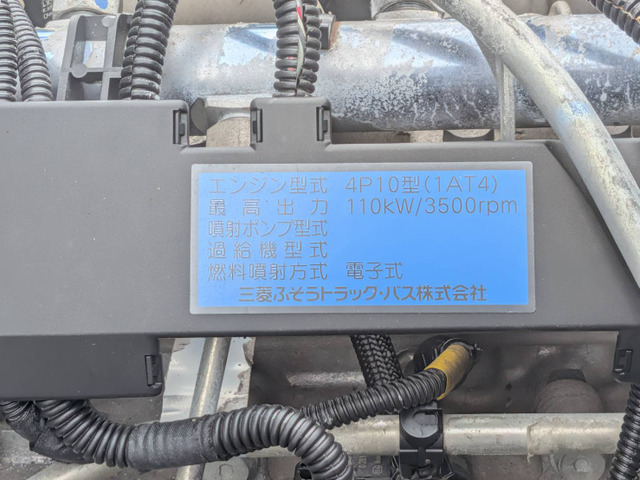 エンジン型式 4P10型(1AT4)
最高出力 110kW/3500rpm
噴射ポンプ型式
過給機型式
燃料噴射方式 電子式
三菱ふそうトラック・バス株式会社